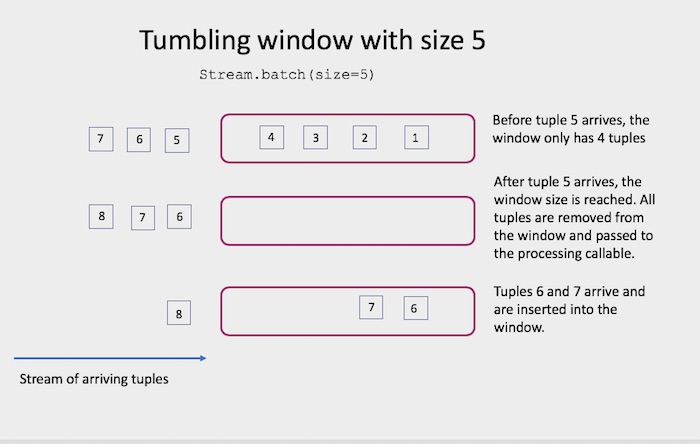 Tumbling window with size 5
Stream.batch(size=5)
7 6 5 4 3 2 1
Before tuple 5 arrives, the
window only has 4 tuples
8 7 6
After tuple 5 arrives, the
window size is reached. All
tuples are removed from
the window and passed to
the processing callable.
8 7 6
Tuples 6 and 7 arrive and
are inserted into the
window.
Stream of arriving tuples